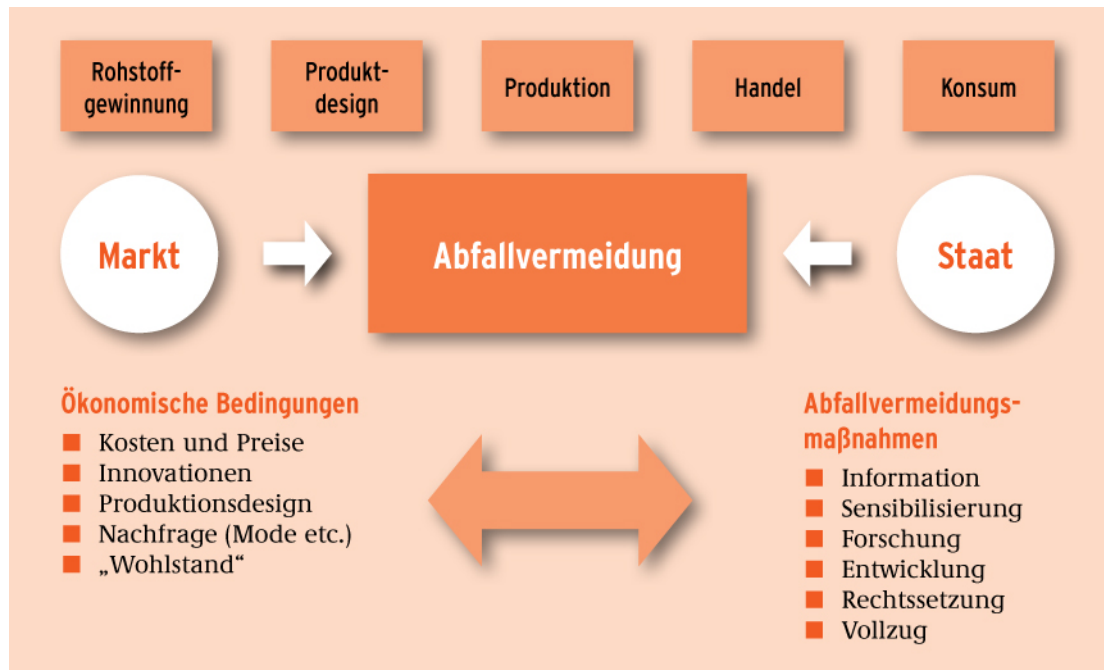 Rohstoff-
gewinnung
Produkt-
design
Produktion
Handel
Konsum
Markt
Abfallvermeidung
Staat
Ökonomische Bedingungen
Kosten und Preise
Innovationen
Produktionsdesign
Nachfrage (Mode etc.)
„Wohlstand“
Abfallvermeidungs-
maßnahmen
Information
Sensibilisierung
Forschung
Entwicklung
Rechtssetzung
Vollzug